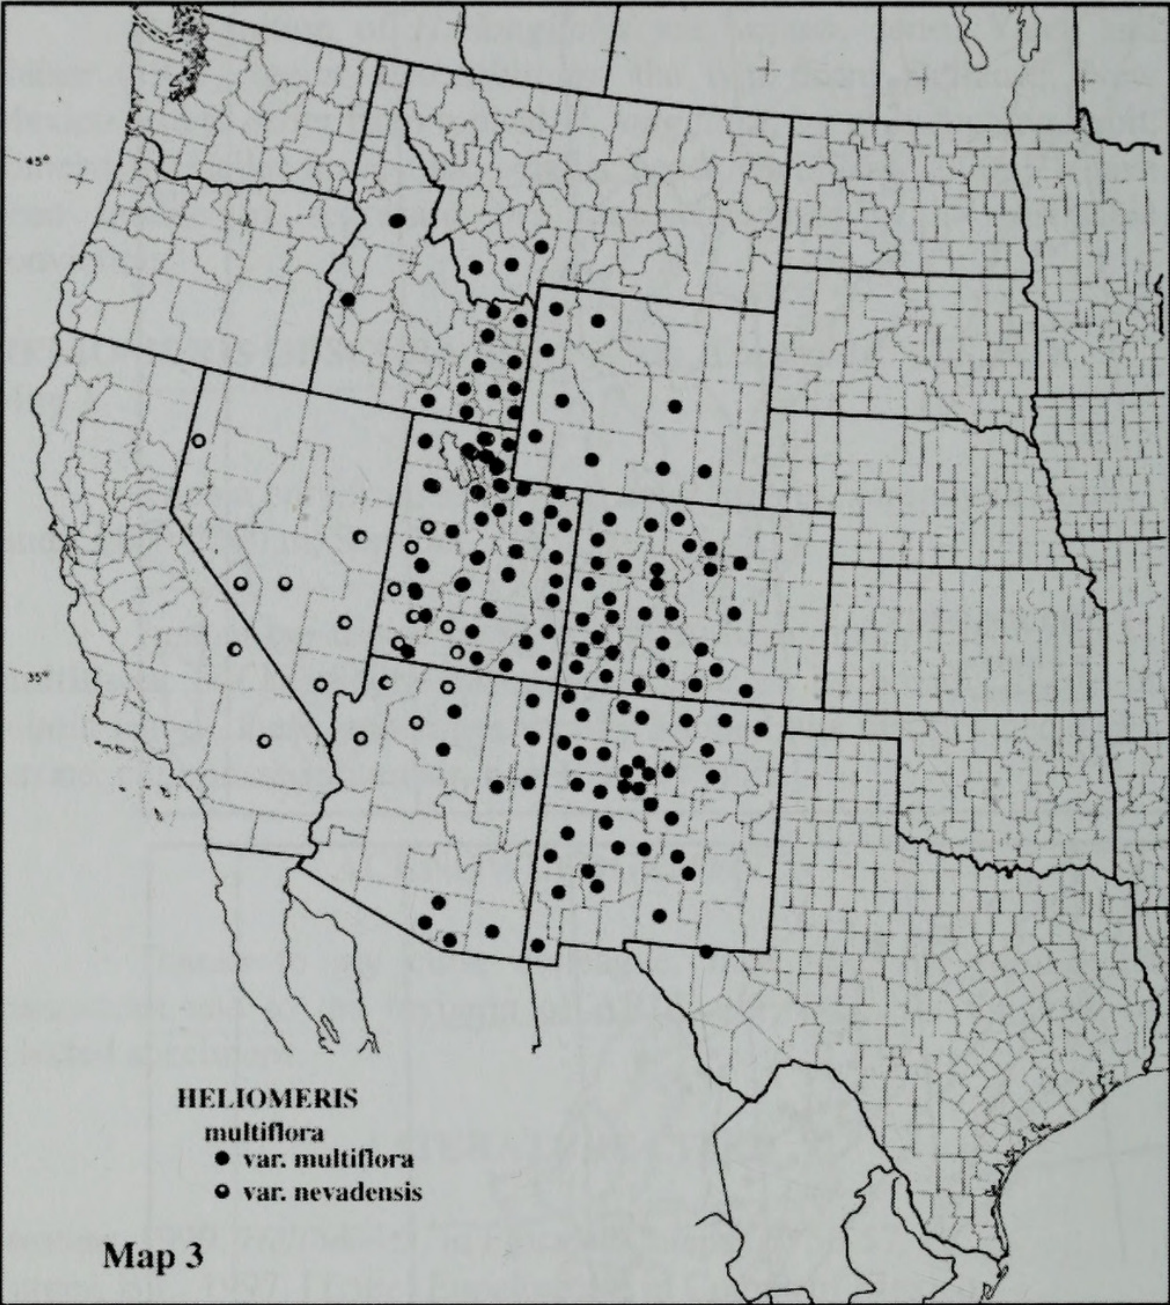 45°
35°
HELIOMERIS
multiflora
var. multiflora
var. nevadensis
Map 3